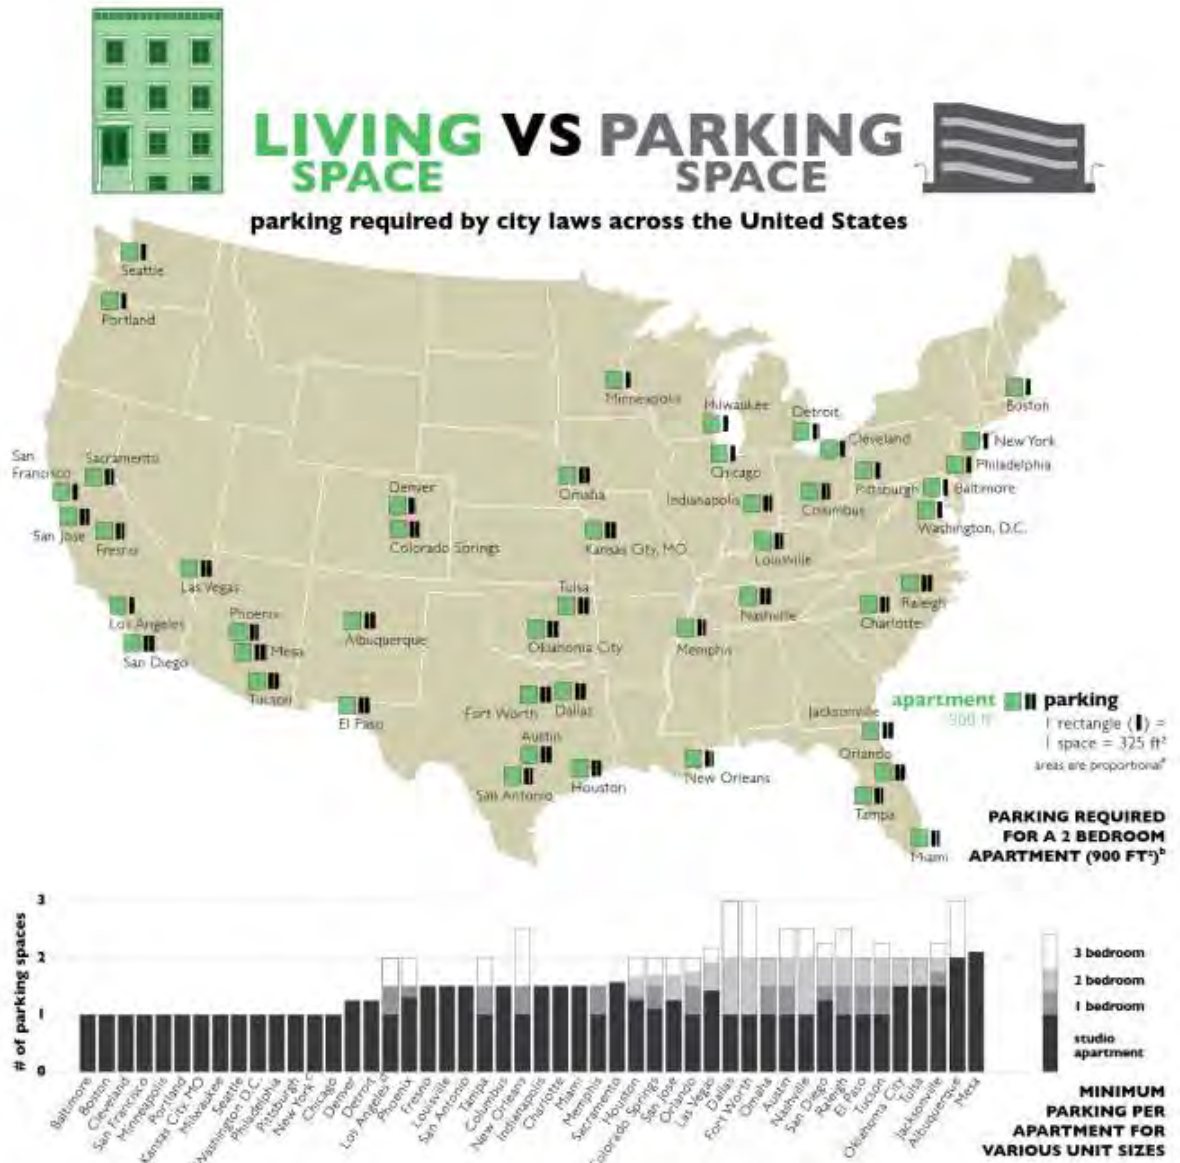 LIVING VS PARKING
SPACE SPACE
parking required by city laws across the United States
Seattle
Portland
Minneapolis
Milwaukee
Detroit
Boston
Cleveland
New York
San
Francisco
Sacramento
Chicago
Philadelphia
Denver
Omaha
Indianapolis
Pittsburgh
Baltimore
Columbus
San Jose
Fresno
Colorado Springs
Kansas City, MO
Washington, D.C.
Louisville
Las Vegas
Tulsa
Raleigh
Los Angeles
Phoenix
Nashville
Charlotte
Albuquerque
Oklahoma City
Memphis
San Diego
Mesa
Tucson
apartment parking
900 ft
El Paso
Fort Worth
Dallas
Jacksonville
1 rectangle ( ) =
1 space = 325 ft²
Austin
Orlando
areas are proportional
San Antonio
Houston
New Orleans
Tampa
PARKING REQUIRED
FOR A 2 BEDROOM
APARTMENT (900 FT²)ᵇ
Miami
# of parking spaces
3
2
1
0
3 bedroom
2 bedroom
1 bedroom
studio
apartment
Baltimore
Boston
Cleveland
San Francisco
Minneapolis
Portland
Kansas City, MO
Milwaukee
Seattle
Washington D.C.
Philadelphia
Pittsburgh
New York
Chicago
Denver
Detroit
Los Angeles
Phoenix
Fresno
Louisville
San Antonio
Tampa
Columbus
New Orleans
Indianapolis
Charlotte
Miami
Memphis
Sacramento
Houston
Colorado Springs
San Jose
Orlando
Las Vegas
Dallas
Fort Worth
Omaha
Austin
Nashville
San Diego
Raleigh
El Paso
Tucson
Oklahoma City
Tulsa
Jacksonville
Albuquerque
Mesa
MINIMUM
PARKING PER
APARTMENT FOR
VARIOUS UNIT SIZES